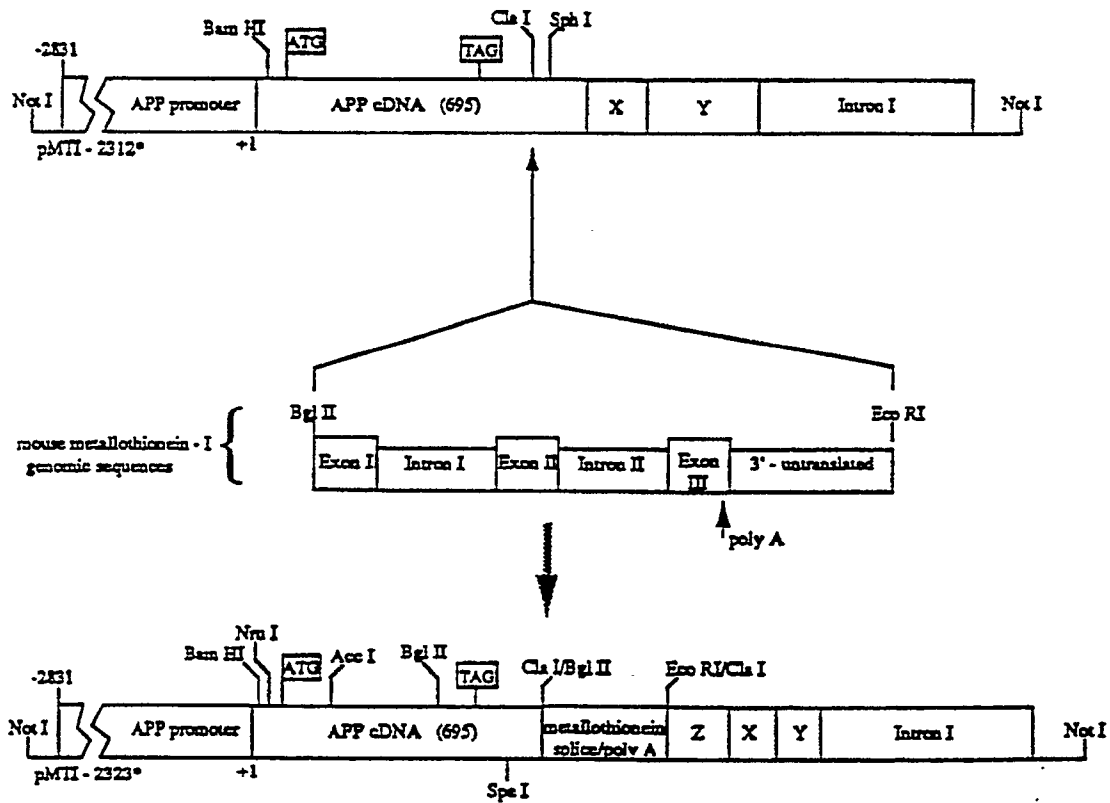 Cla I Sph I
Bam HI ATG TAG
-2831
Not I APP promoter APP cDNA (695) X Y Intron I Not I
pMTI - 2312* +1
Bgl II Eco RI
mouse metallothionein - I
genomic sequences
Exon I Intron I Exon II Intron II Exon
III 3' - untranslated
poly A
Nru I
Bam HI ATG Acc I Bgl II TAG Cla I/Bgl II Eco RI/Cla I
-2831
Not I APP promoter APP cDNA (695) metallothionein
splice/poly A Z X Y Intron I Not I
pMTI - 2323* +1
Spe I